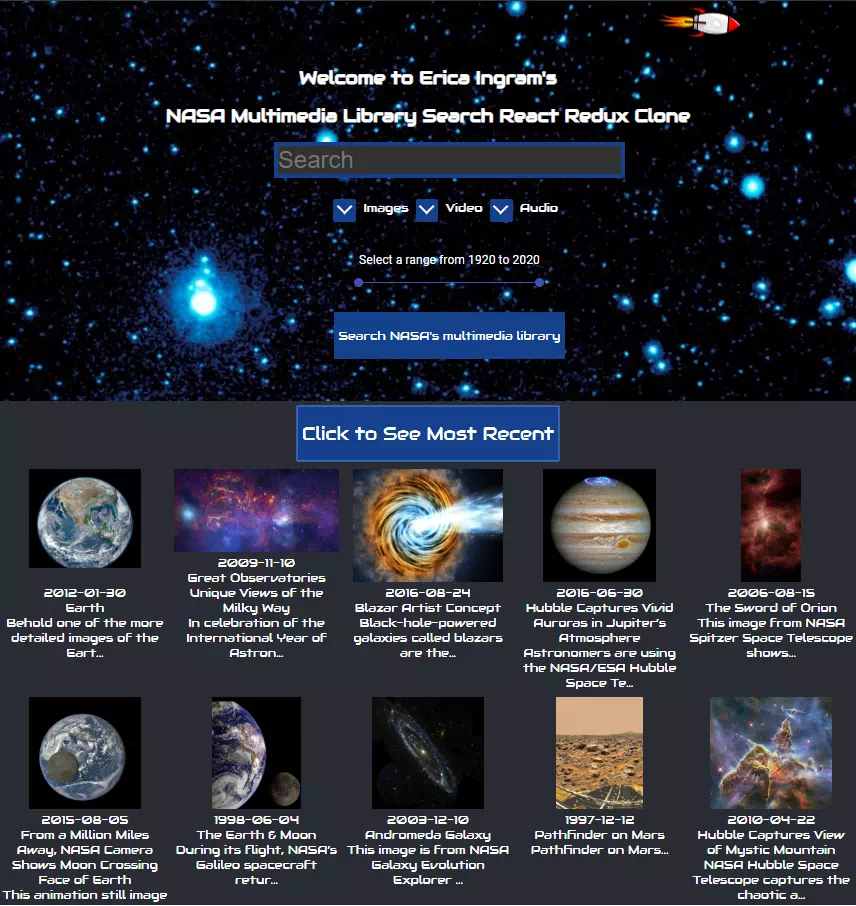 Welcome to Erica Ingram's
NASA Multimedia Library Search React Redux Clone
Search
Images Video Audio
Select a range from 1920 to 2020
Search NASA's multimedia library
Click to See Most Recent
2012-01-30
Earth
Behold one of the more
detailed images of the
Eart...
2009-11-10
Great Observatories
Unique Views of the
Milky Way
In celebration of the
International Year of
Astron...
2016-08-24
Blazar Artist Concept
Black-hole-powered
galaxies called blazars
are the...
2016-06-30
Hubble Captures Vivid
Auroras in Jupiter's
Atmosphere
Astronomers are using
the NASA/ESA Hubble
Space Te...
2006-08-15
The Sword of Orion
This image from NASA
Spitzer Space Telescope
shows...
2015-08-05
From a Million Miles
Away, NASA Camera
Shows Moon Crossing
Face of Earth
This animation still image
1998-06-04
The Earth & Moon
During its flight, NASA's
Galileo spacecraft
retur...
2003-12-10
Andromeda Galaxy
This image is from NASA
Galaxy Evolution
Explorer ...
1997-12-12
Pathfinder on Mars
Pathfinder on Mars...
2010-04-22
Hubble Captures View
of Mystic Mountain
NASA Hubble Space
Telescope captures the
chaotic a...